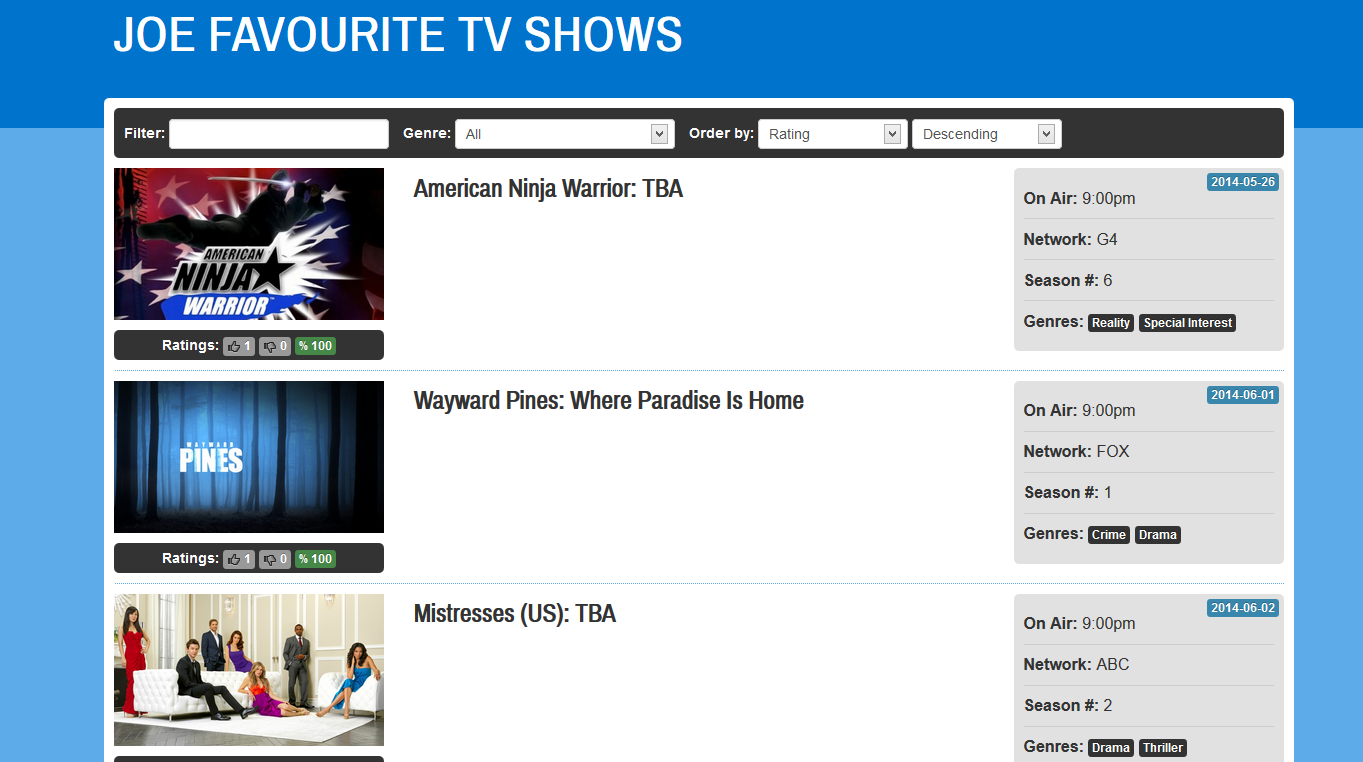 JOE FAVOURITE TV SHOWS
Filter: Genre: All Order by: Rating Descending
AMERICAN
NINJA
WARRIOR™
Ratings: 1 0 % 100
American Ninja Warrior: TBA
2014-05-26
On Air: 9:00pm
Network: G4
Season #: 6
Genres: Reality Special Interest
WAYWARD
PINES
Ratings: 1 0 % 100
Wayward Pines: Where Paradise Is Home
2014-06-01
On Air: 9:00pm
Network: FOX
Season #: 1
Genres: Crime Drama
Mistresses (US): TBA
2014-06-02
On Air: 9:00pm
Network: ABC
Season #: 2
Genres: Drama Thriller